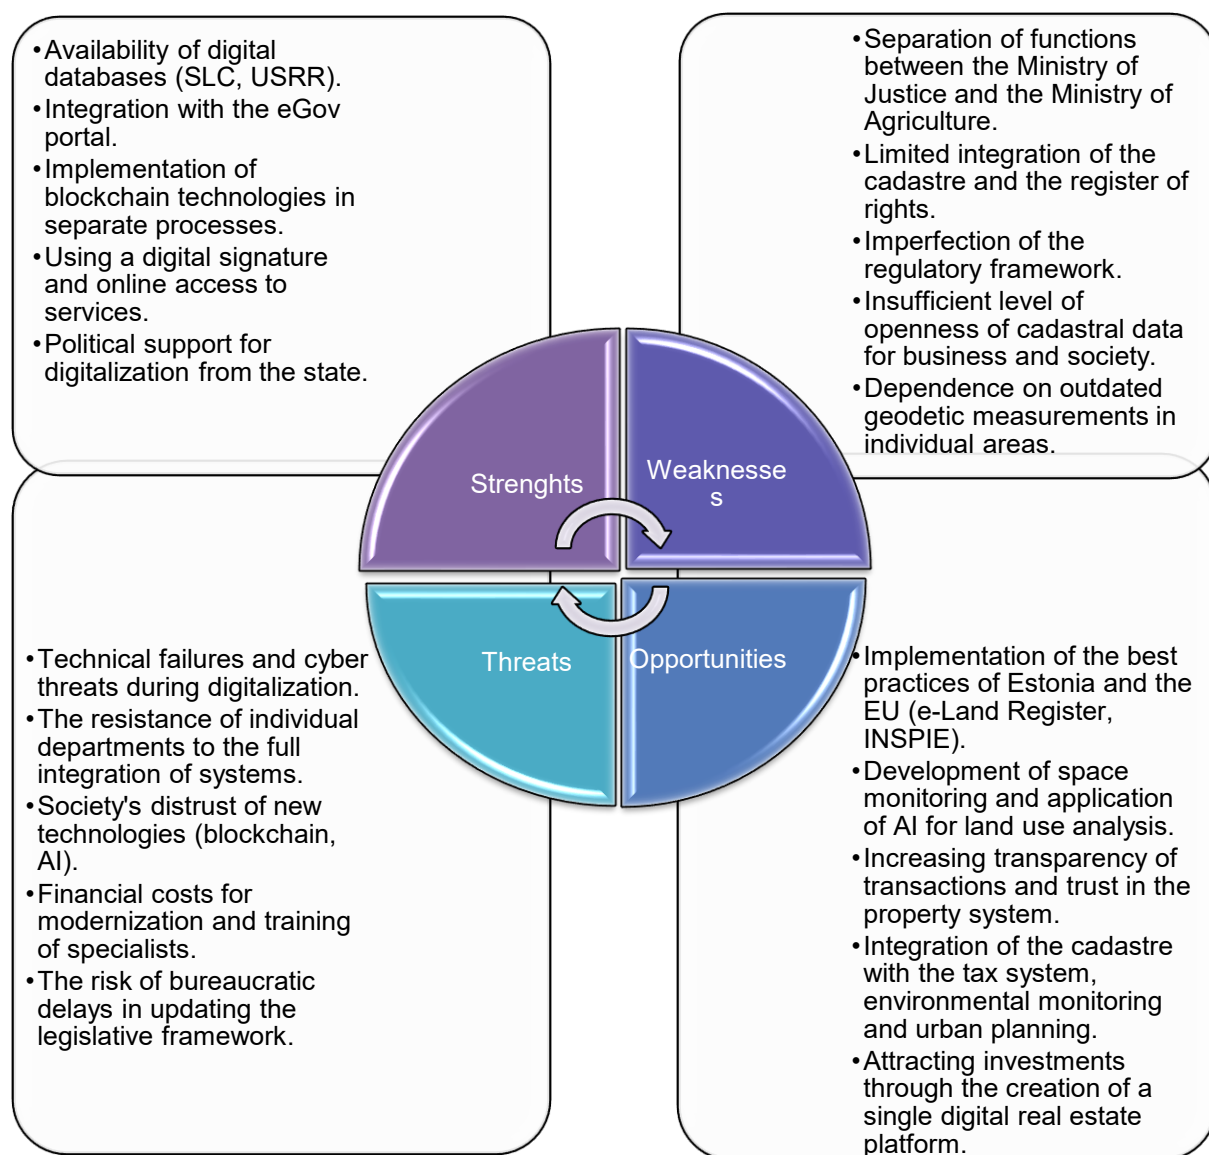 •Availability of digital
databases (SLC, USRR).
•Integration with the eGov
portal.
•Implementation of
blockchain technologies in
separate processes.
•Using a digital signature
and online access to
services.
•Political support for
digitalization from the state.
•Separation of functions
between the Ministry of
Justice and the Ministry of
Agriculture.
•Limited integration of the
cadastre and the register of
rights.
•Imperfection of the
regulatory framework.
•Insufficient level of
openness of cadastral data
for business and society.
•Dependence on outdated
geodetic measurements in
individual areas.
Strenghts
Weaknesse
s
Threats
Opportunities
•Technical failures and cyber
threats during digitalization.
•The resistance of individual
departments to the full
integration of systems.
•Society's distrust of new
technologies (blockchain,
AI).
•Financial costs for
modernization and training
of specialists.
•The risk of bureaucratic
delays in updating the
legislative framework.
•Implementation of the best
practices of Estonia and the
EU (e-Land Register,
INSPIE).
•Development of space
monitoring and application
of AI for land use analysis.
•Increasing transparency of
transactions and trust in the
property system.
•Integration of the cadastre
with the tax system,
environmental monitoring
and urban planning.
•Attracting investments
through the creation of a
single digital real estate
platform.